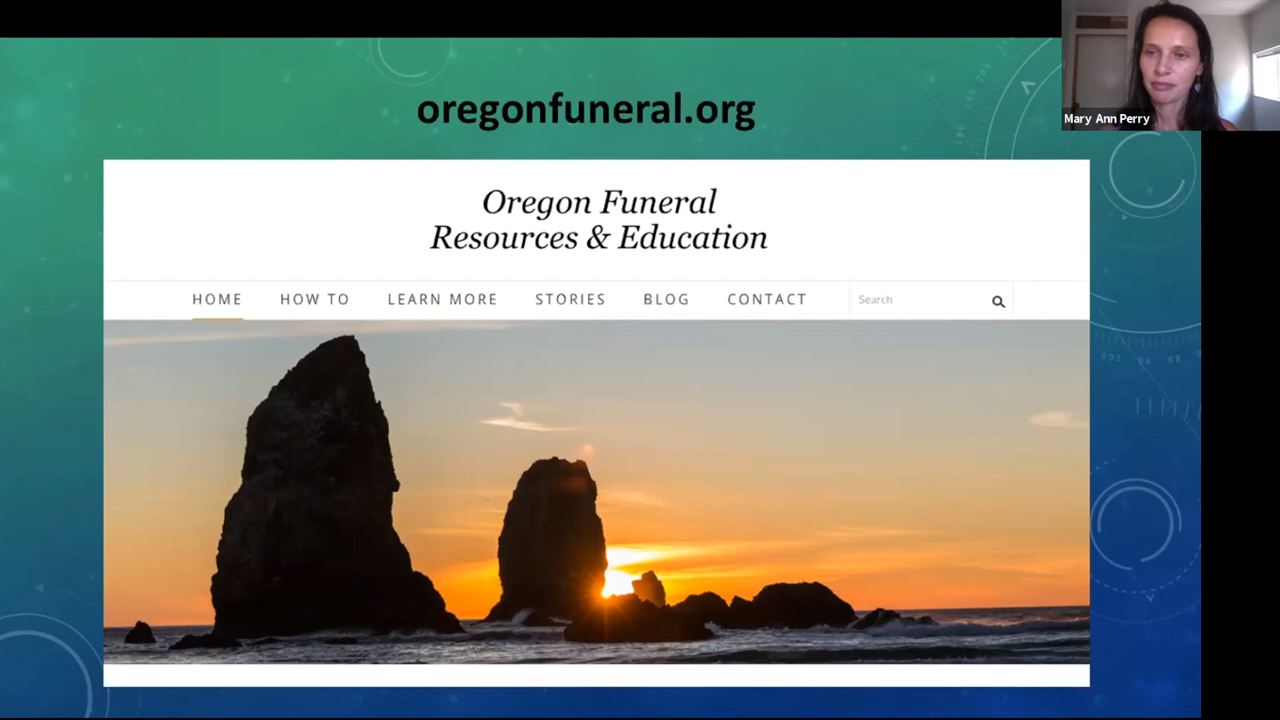 oregonfuneral.org
Mary Ann Perry
Oregon Funeral
Resources & Education
HOME HOW TO LEARN MORE STORIES BLOG CONTACT Search